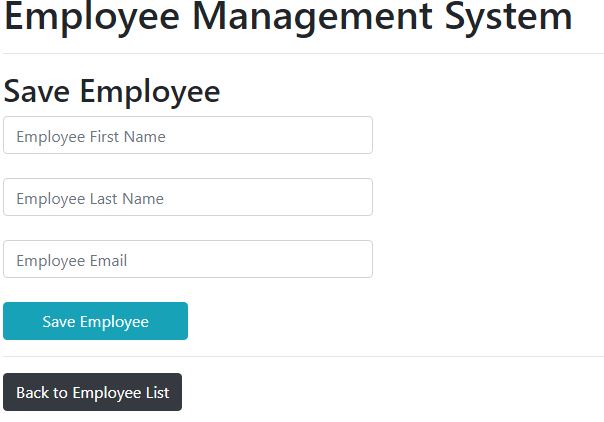 Employee Management System
Save Employee
Employee First Name
Employee Last Name
Employee Email
Save Employee
Back to Employee List